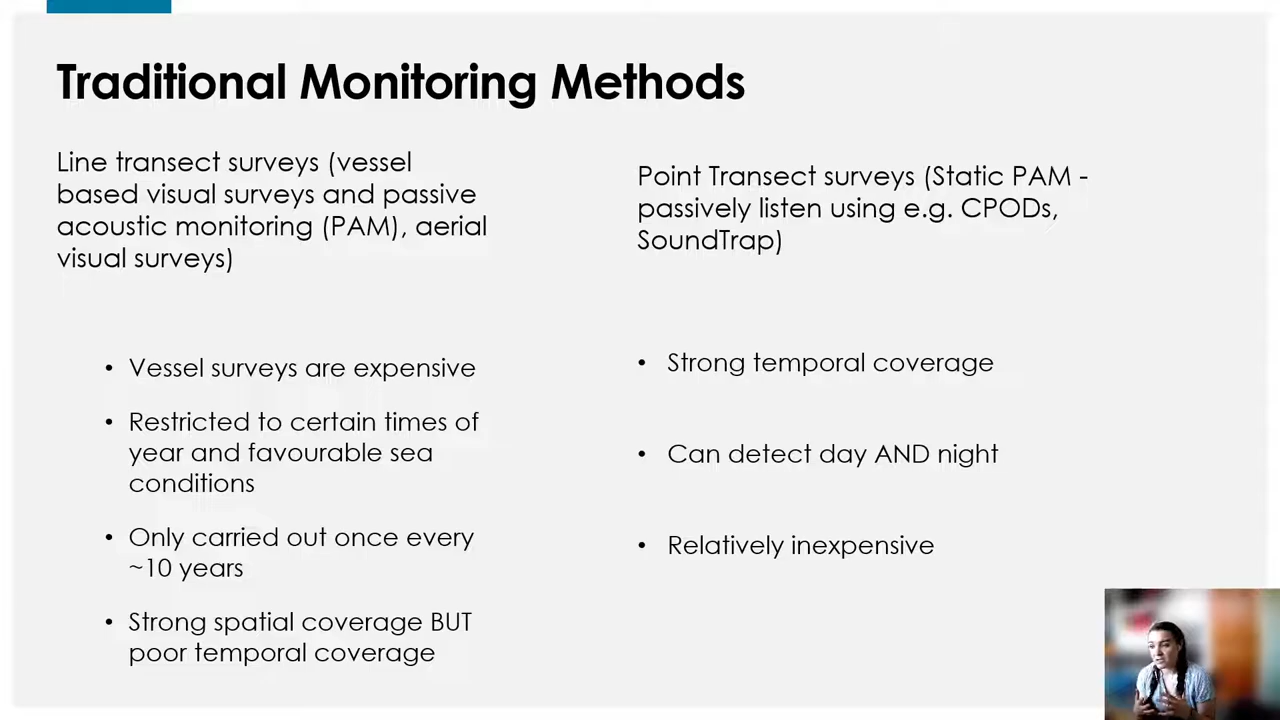 Traditional Monitoring Methods
Line transect surveys (vessel
based visual surveys and passive
acoustic monitoring (PAM), aerial
visual surveys)
• Vessel surveys are expensive
• Restricted to certain times of
year and favourable sea
conditions
• Only carried out once every
~10 years
• Strong spatial coverage BUT
poor temporal coverage
Point Transect surveys (Static PAM -
passively listen using e.g. CPODs,
SoundTrap)
• Strong temporal coverage
• Can detect day AND night
• Relatively inexpensive